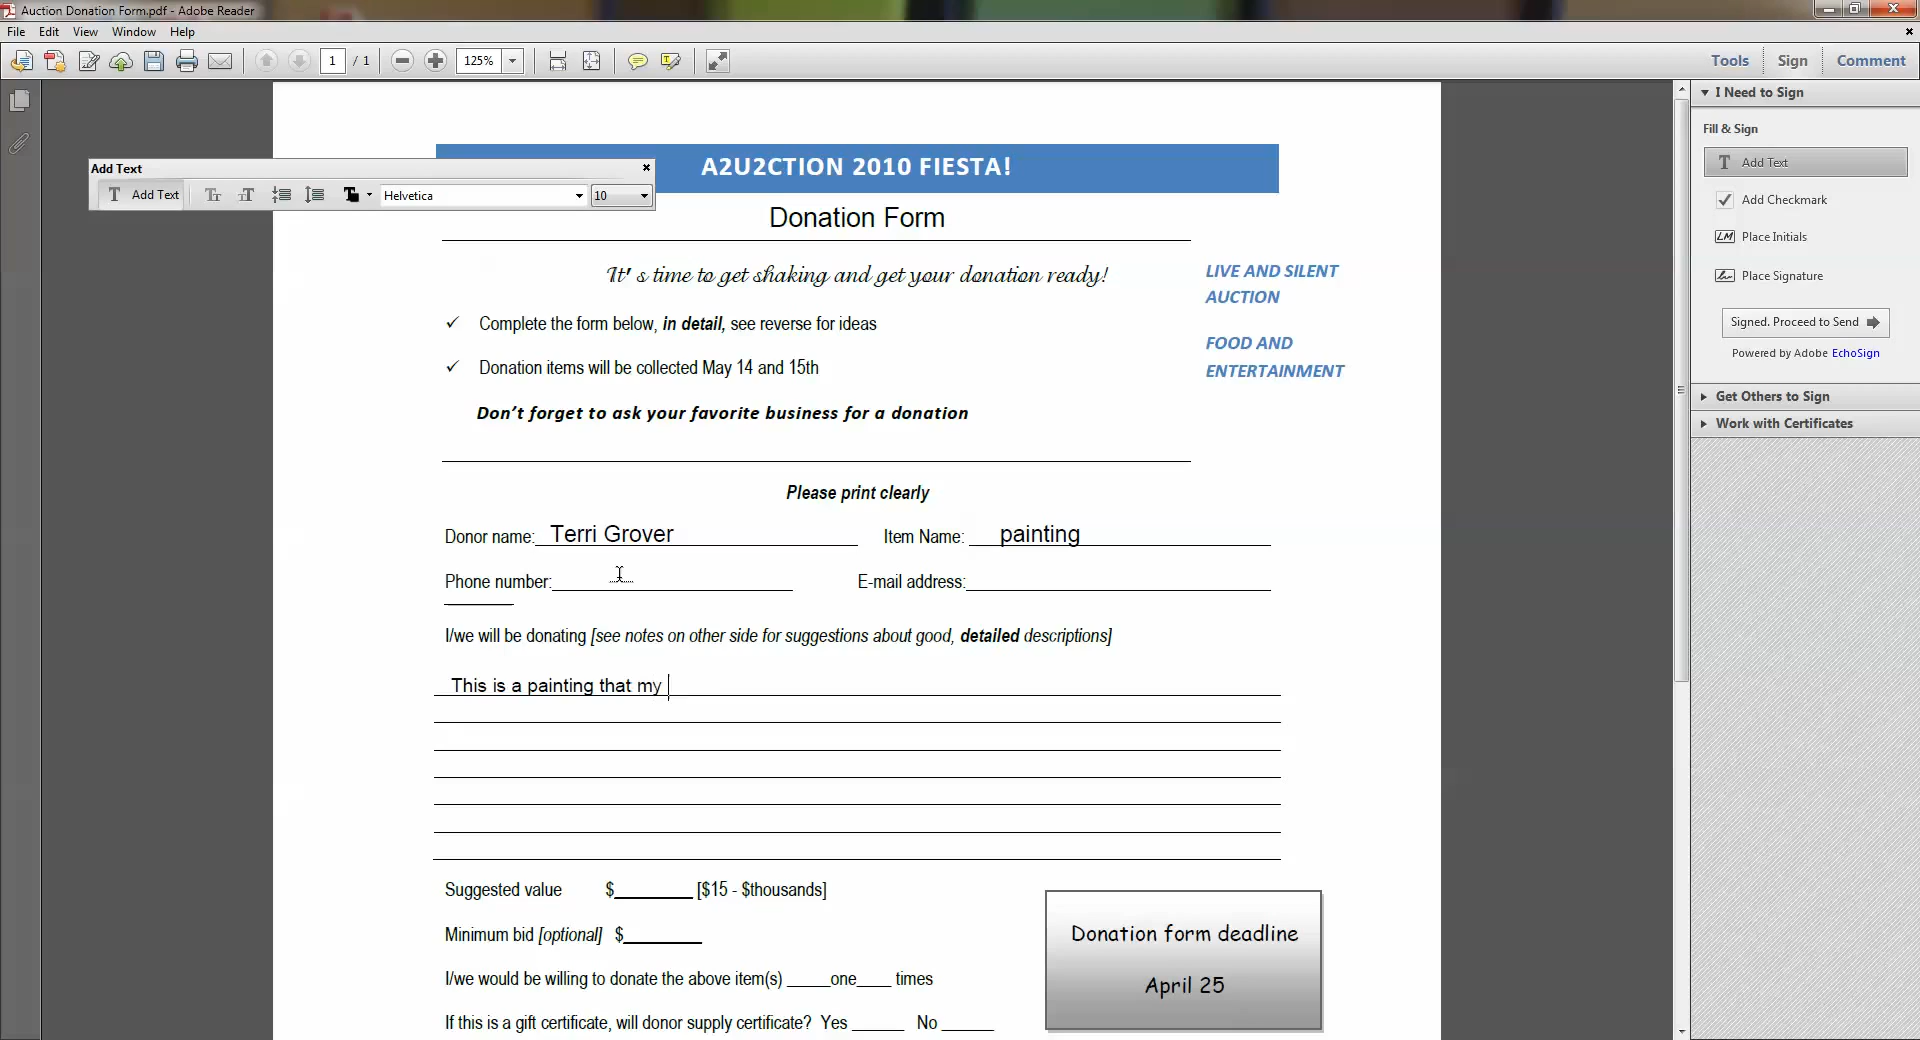 Auction Donation Form.pdf - Adobe Reader
File Edit View Window Help
1 / 1 125% Tools Sign Comment
I Need to Sign
Fill & Sign
Add Text
Add Checkmark
Place Initials
Place Signature
Signed. Proceed to Send
Powered by Adobe EchoSign
Get Others to Sign
Work with Certificates
Add Text
Add Text Helvetica 10
A2U2CTION 2010 FIESTA!
Donation Form
It's time to get shaking and get your donation ready!
✓ Complete the form below, in detail, see reverse for ideas
✓ Donation items will be collected May 14 and 15th
Don't forget to ask your favorite business for a donation
LIVE AND SILENT
AUCTION
FOOD AND
ENTERTAINMENT
Please print clearly
Donor name: Terri Grover Item Name: painting
Phone number: E-mail address:
I/we will be donating [see notes on other side for suggestions about good, detailed descriptions]
This is a painting that my
Suggested value $________ [$15 - $thousands]
Minimum bid [optional] $________
I/we would be willing to donate the above item(s) _____one____ times
If this is a gift certificate, will donor supply certificate? Yes ______ No ______
Donation form deadline
April 25